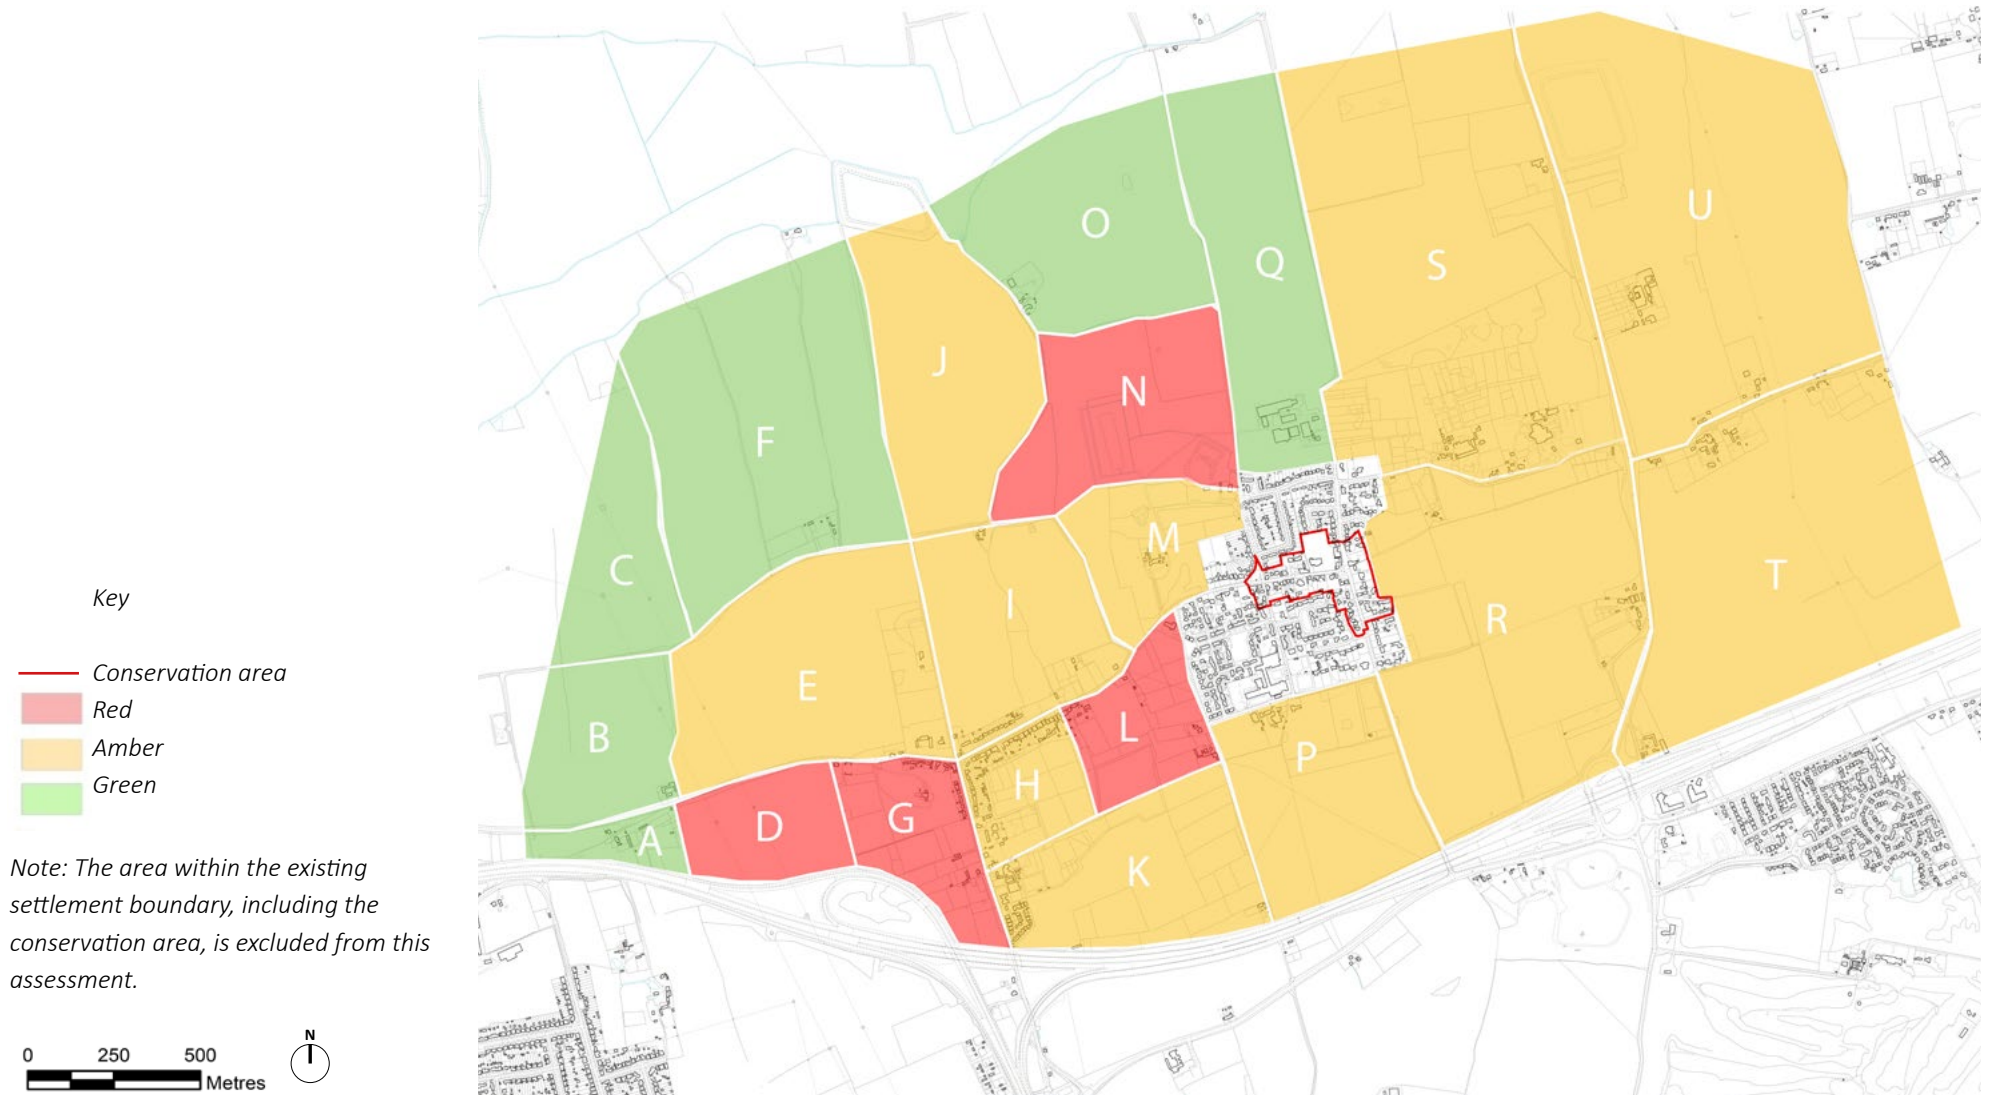 Key
Conservation area
Red
Amber
Green
Note: The area within the existing
settlement boundary, including the
conservation area, is excluded from this
assessment.
0 250 500
Metres
N
U
O
Q
S
J
N
F
M
C
T
I
R
E
L
B
P
H
D
G
A
K